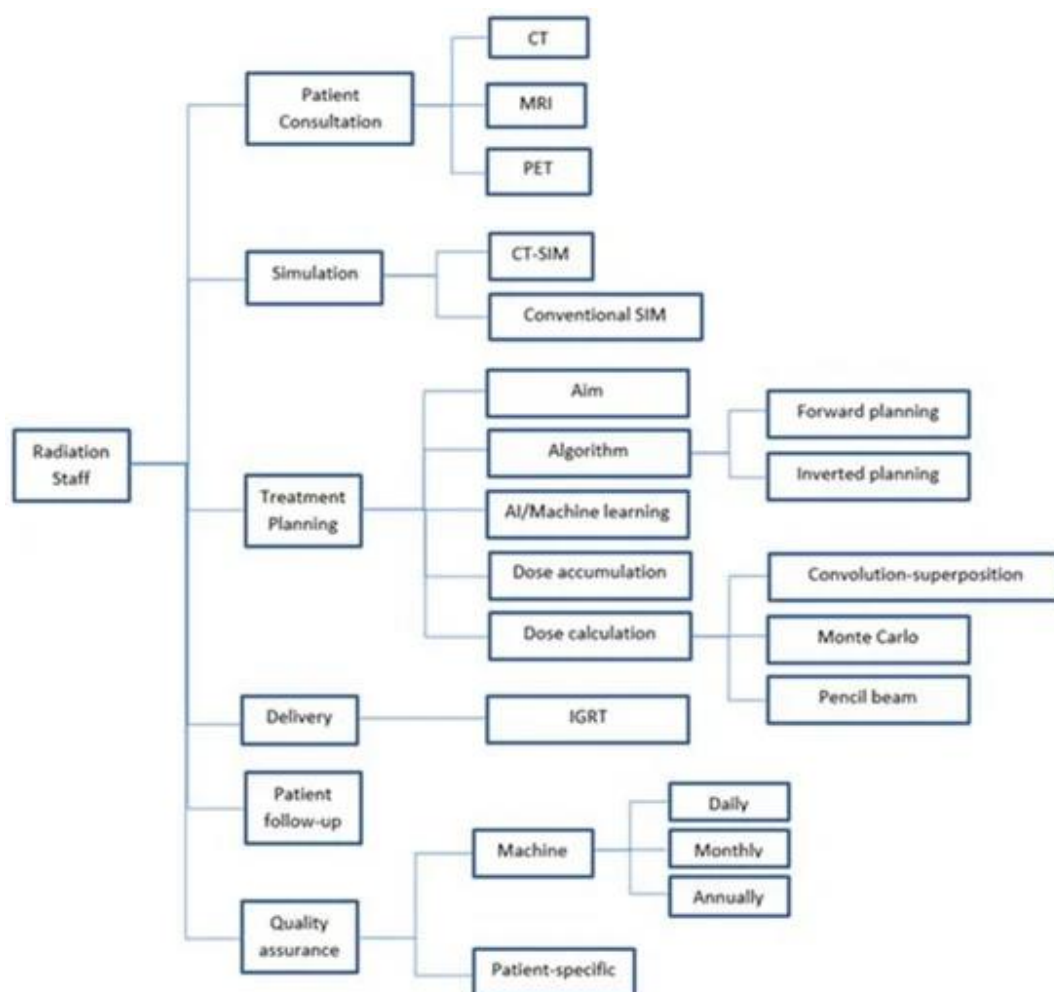 CT
Patient
Consultation
MRI
PET
CT-SIM
Simulation
Conventional SIM
Aim
Forward planning
Radiation
Staff
Algorithm
Inverted planning
Treatment
Planning
AI/Machine learning
Dose accumulation
Convolution-superposition
Dose calculation
Monte Carlo
Pencil beam
Delivery
IGRT
Patient
follow-up
Daily
Machine
Monthly
Annually
Quality
assurance
Patient-specific